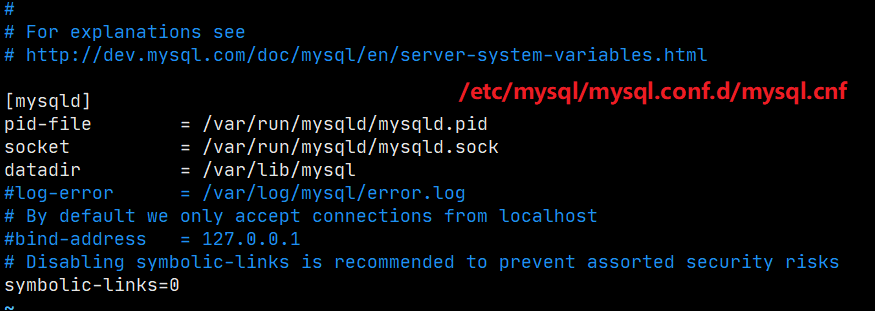 #
# For explanations see
# http://dev.mysql.com/doc/mysql/en/server-system-variables.html
[mysqld]
/etc/mysql/mysql.conf.d/mysql.cnf
pid-file        = /var/run/mysqld/mysqld.pid
socket          = /var/run/mysqld/mysqld.sock
datadir         = /var/lib/mysql
#log-error      = /var/log/mysql/error.log
# By default we only accept connections from localhost
#bind-address   = 127.0.0.1
# Disabling symbolic-links is recommended to prevent assorted security risks
symbolic-links=0
~